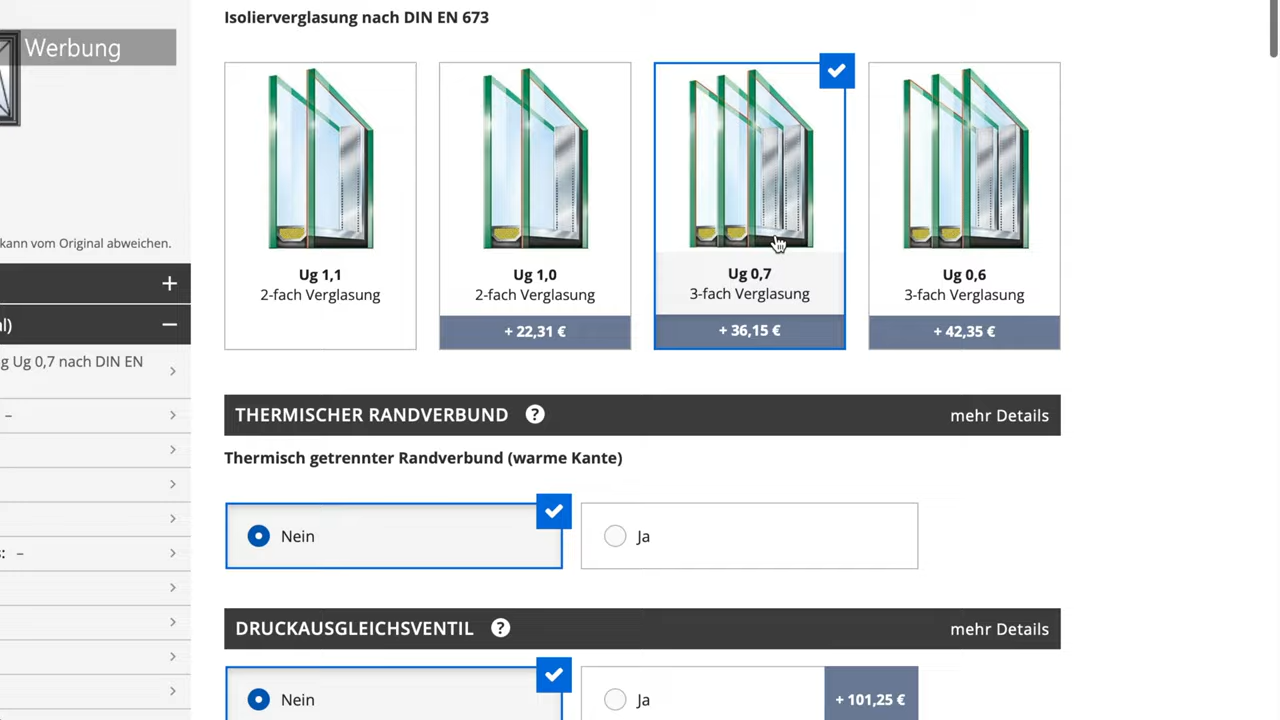 Isolierverglasung nach DIN EN 673
Werbung
kann vom Original abweichen.
Ug 1,1
2-fach Verglasung
Ug 1,0
2-fach Verglasung
+ 22,31 €
Ug 0,7
3-fach Verglasung
+ 36,15 €
Ug 0,6
3-fach Verglasung
+ 42,35 €
+
l) –
g Ug 0,7 nach DIN EN
–
: –
THERMISCHER RANDVERBUND ? mehr Details
Thermisch getrennter Randverbund (warme Kante)
Nein
Ja
DRUCKAUSGLEICHSVENTIL ? mehr Details
Nein
Ja
+ 101,25 €